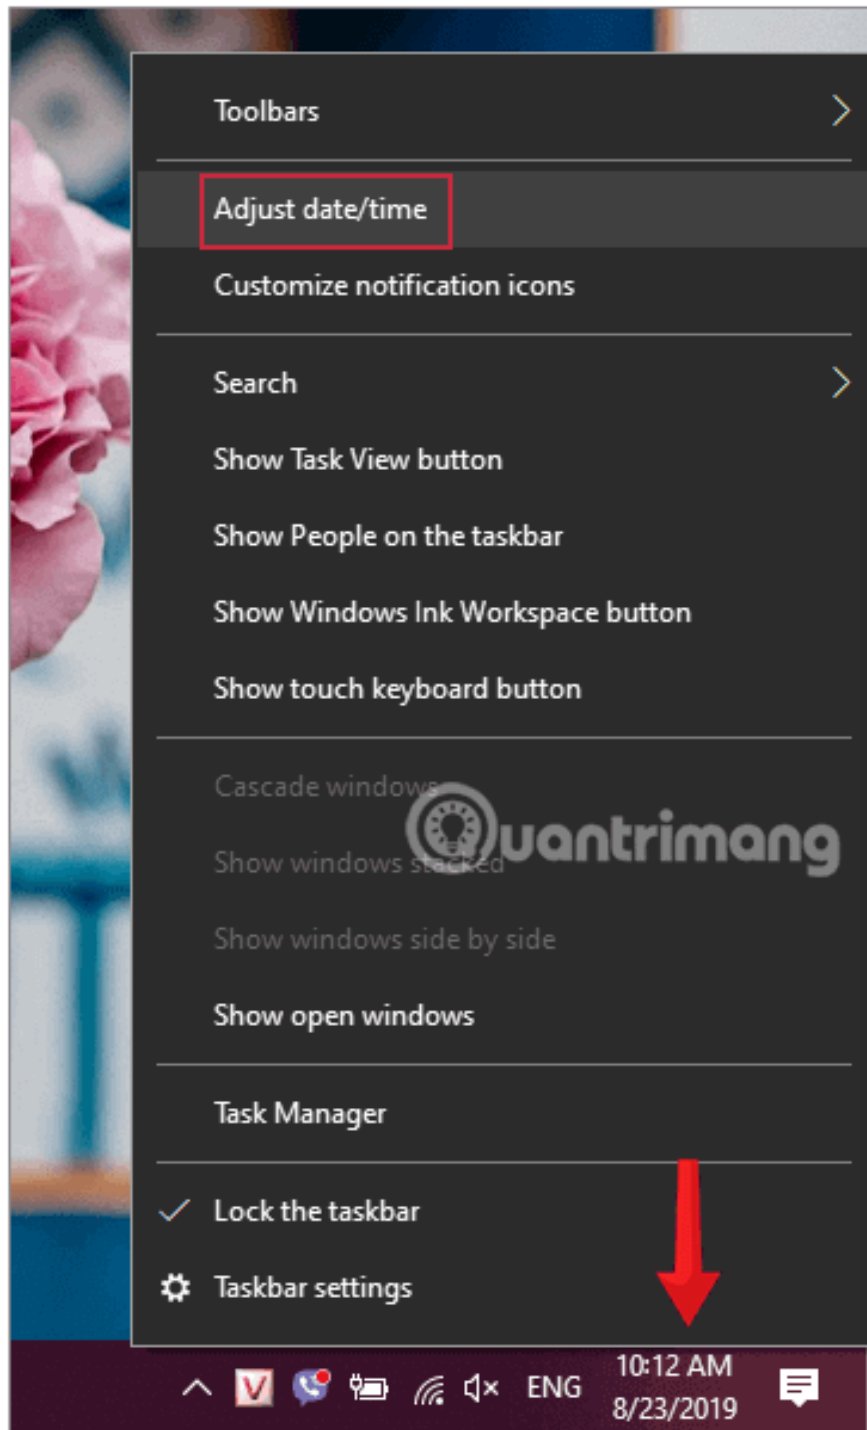 Toolbars
Adjust date/time
Customize notification icons
Search
Show Task View button
Show People on the taskbar
Show Windows Ink Workspace button
Show touch keyboard button
Cascade windows
Quantrimang
Show windows stacked
Show windows side by side
Show open windows
Task Manager
Lock the taskbar
Taskbar settings
V
ENG
10:12 AM
8/23/2019